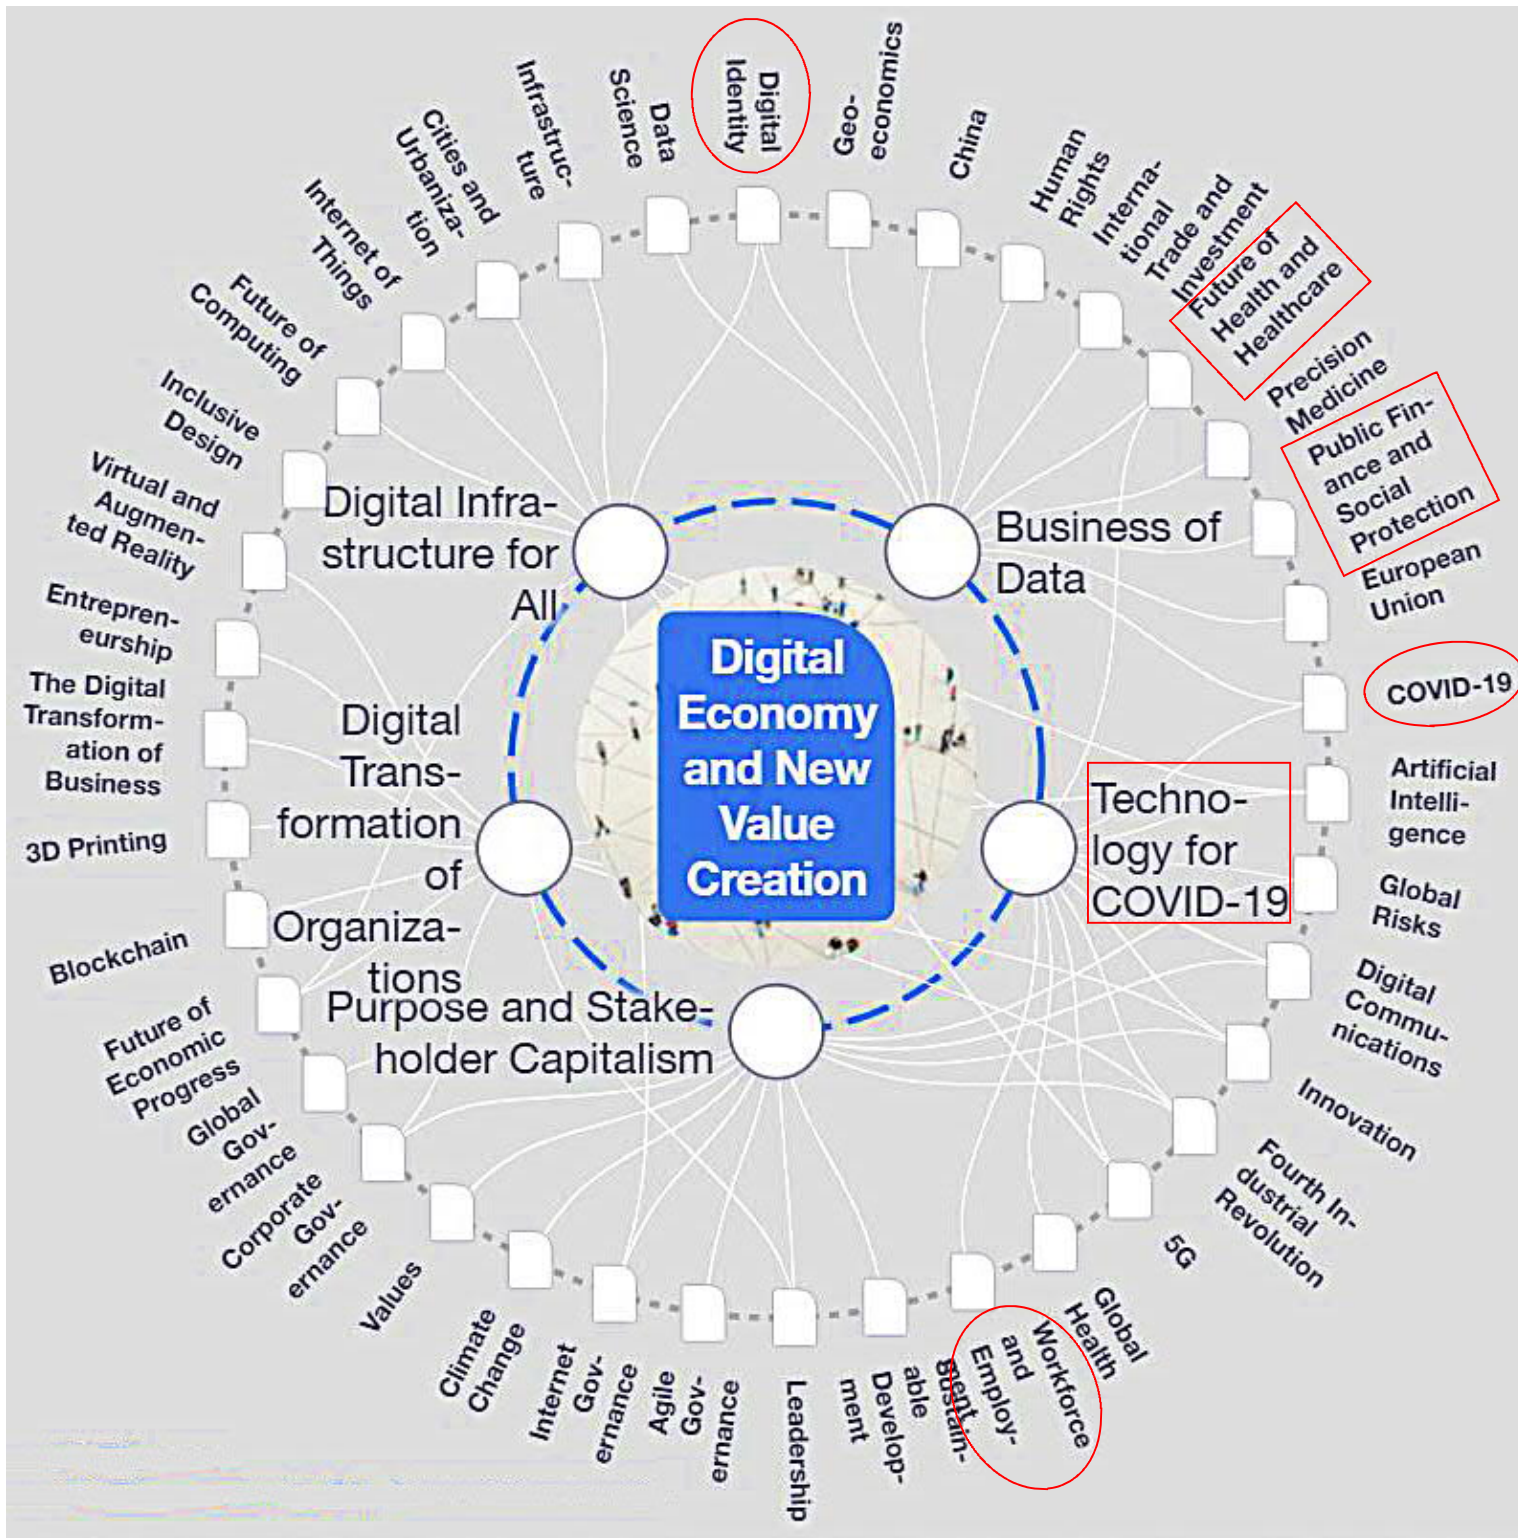 Digital
Identity
Geo-
economics
China
Human
Rights
Interna-
tional
Trade and
Investment
Future of
Health and
Healthcare
Precision
Medicine
Public Fin-
ance and
Social
Protection
European
Union
COVID-19
Artificial
Intelli-
gence
Global
Risks
Digital
Commu-
nications
Innovation
Fourth In-
dustrial
Revolution
5G
Global
Health
Workforce
and
Employ-
ment
Sustain-
able
Develop-
ment
Leadership
Agile
Gov-
ernance
Internet
Gov-
ernance
Climate
Change
Values
Corporate
Gov-
ernance
Global
Gov-
ernance
Future of
Economic
Progress
Blockchain
3D Printing
The Digital
Transform-
ation of
Business
Entrepren-
eurship
Virtual and
Augmen-
ted Reality
Inclusive
Design
Future of
Computing
Internet of
Things
Cities and
Urbaniza-
tion
Infrastruc-
ture
Data
Science
Digital Infra-
structure for
All
Business of
Data
Digital
Trans-
formation
of
Organiza-
tions
Techno-
logy for
COVID-19
Purpose and Stake-
holder Capitalism
Digital
Economy
and New
Value
Creation